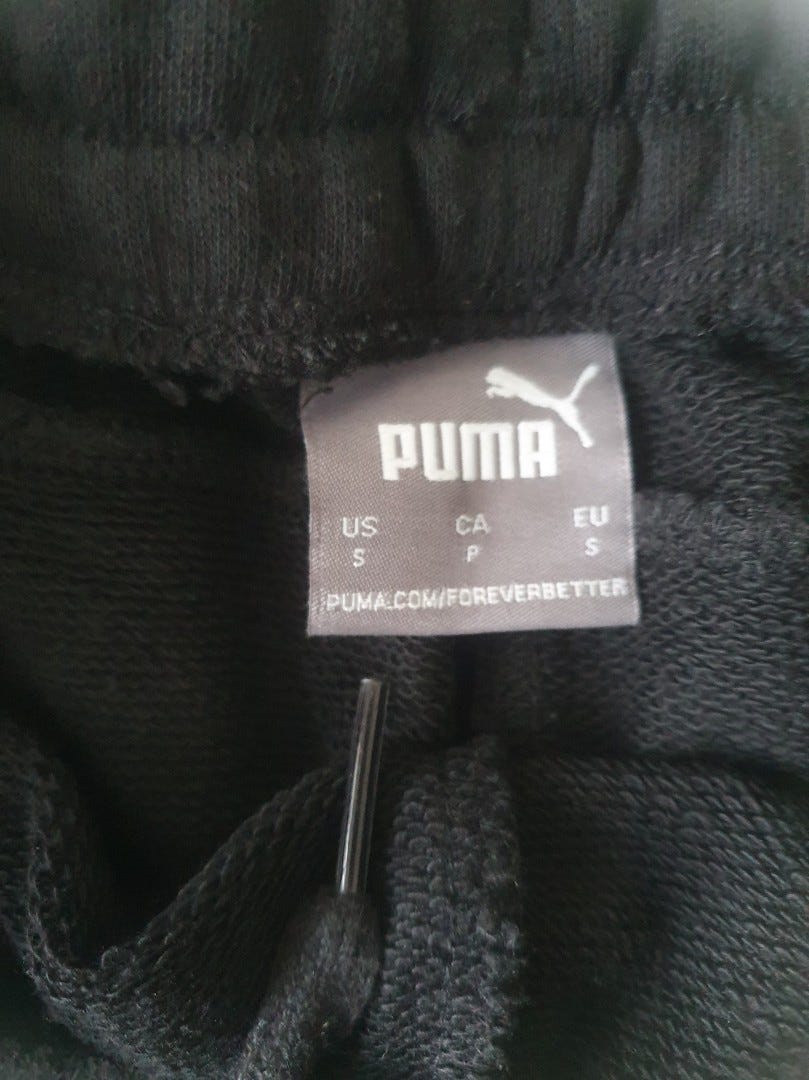 PUMA
US CA EU
S P S
PUMA.COM/FOREVERBETTER